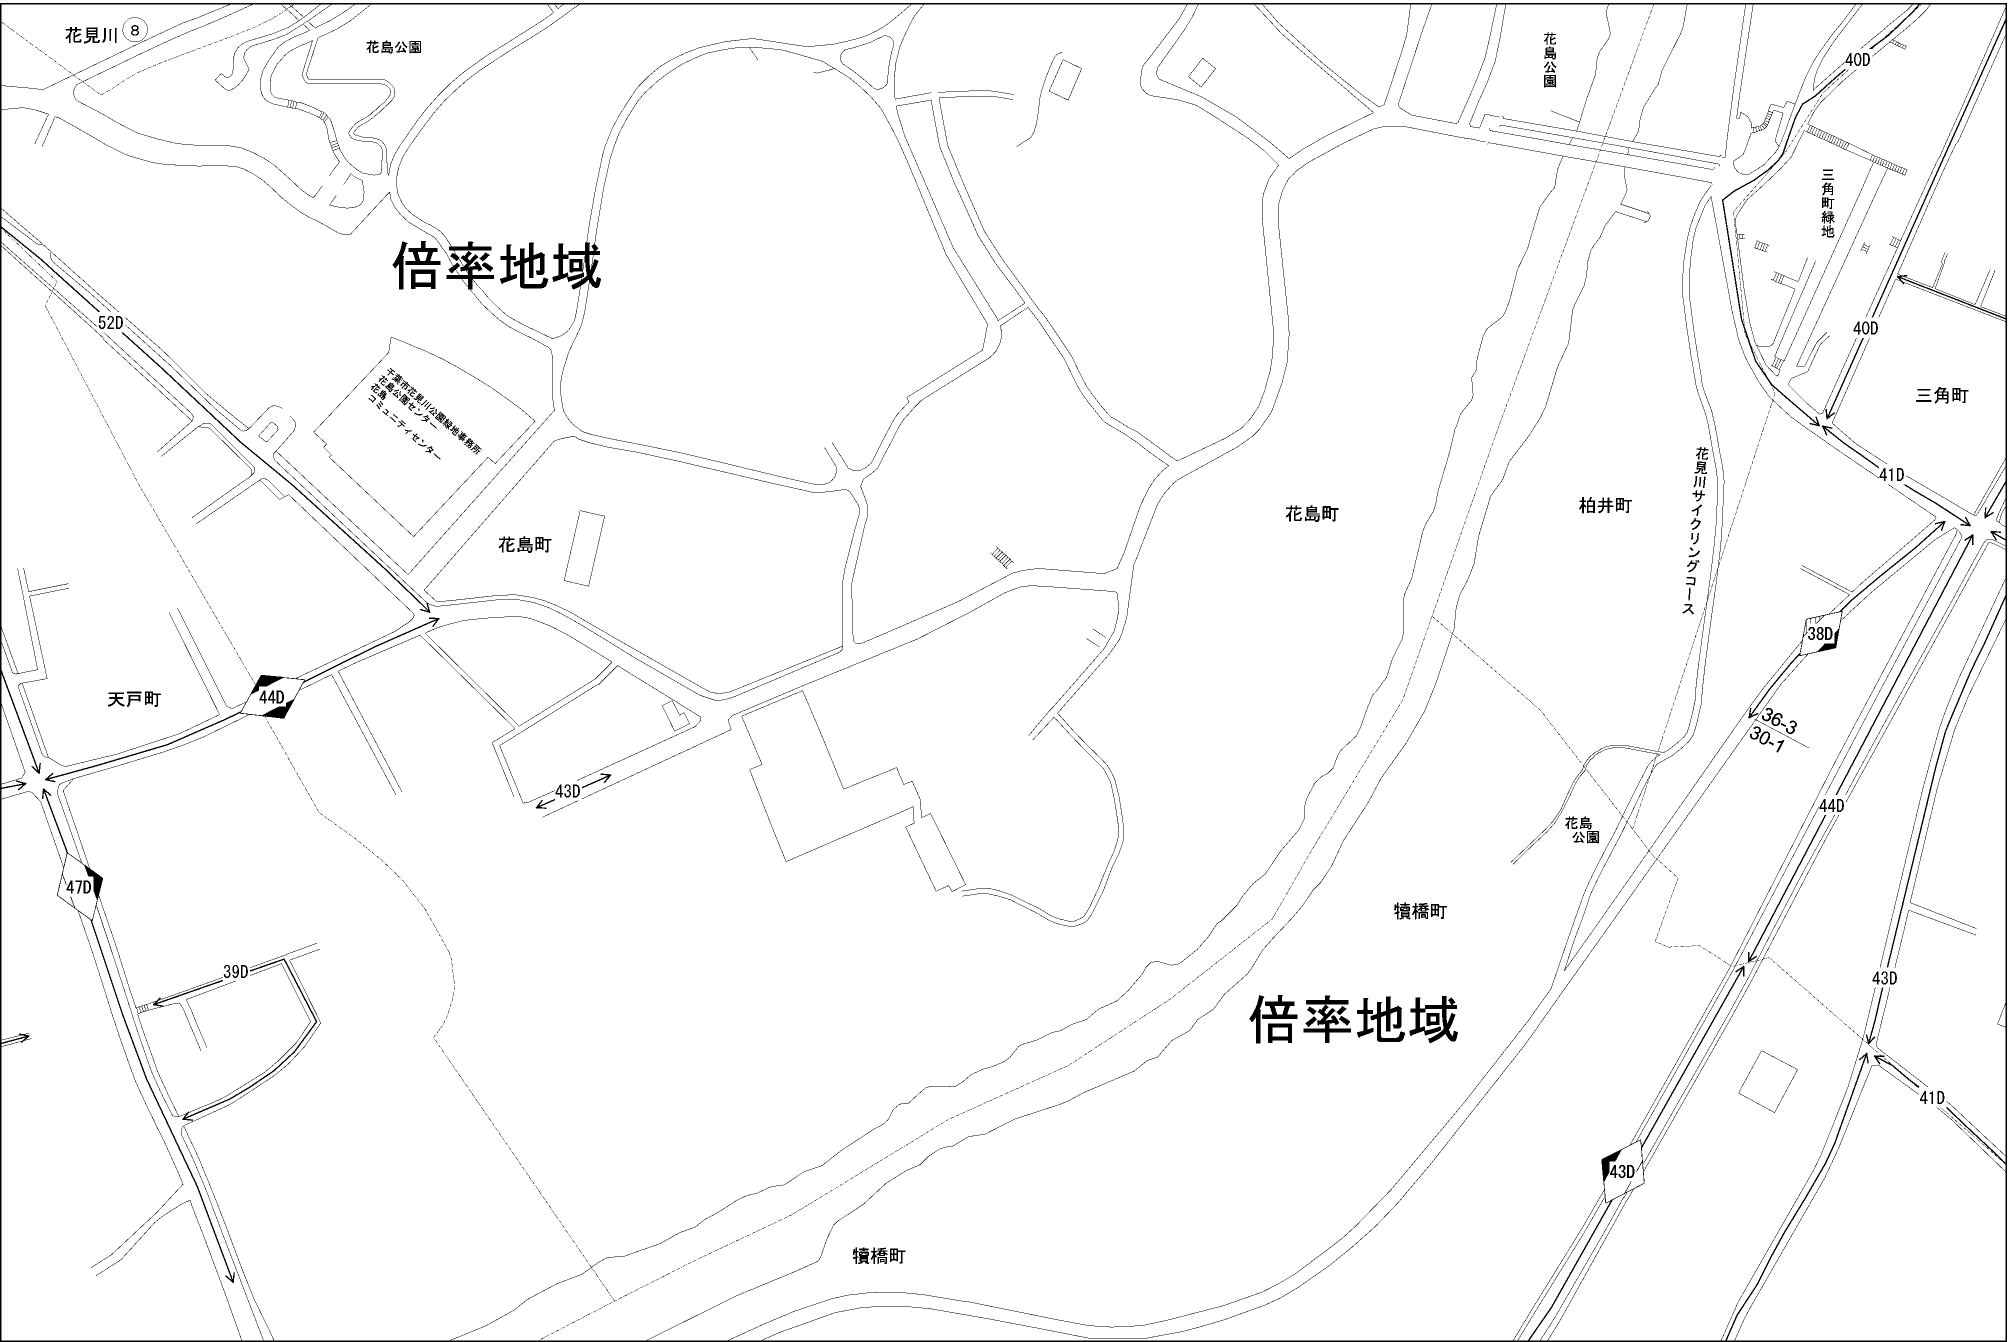 花見川 8
花島公園
花島公園
40D
三角町緑地
倍率地域
52D
40D
千葉市花見川公園緑地事務所
花島公園センター
花島
コミュニティセンター
三角町
花見川サイクリングコース
41D
花島町
柏井町
花島町
38D
天戸町
44D
36-3
30-1
43D
44D
花島
公園
47D
犢橋町
39D
43D
倍率地域
41D
43D
犢橋町